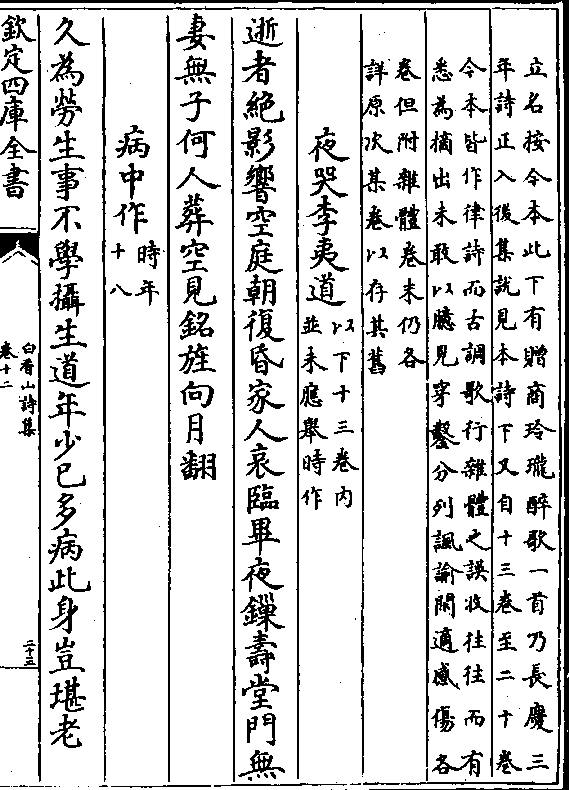 立名按今本此下有贈商玲瓏醉歌一首乃長慶三
年詩正入後集說見本詩下又自十三卷至二十卷
今本皆作律詩而古調歌行雜體之誤收往往而有
悉為摘出未敢以臆見穿鑿分列諷諭閒適感傷各
卷但附雜體卷末仍各
詳原次某卷以存其舊
夜哭李夷道
以下十三卷内
並未應舉時作
逝者絶影響空庭朝復昏家人哀臨畢夜鏁壽堂門無
妻無子何人葬空見銘旌向月翻
病中作
時年
十八
久為勞生事不學攝生道年少已多病此身豈堪老
欽定四庫全書
白香山詩集
卷十二
二十三